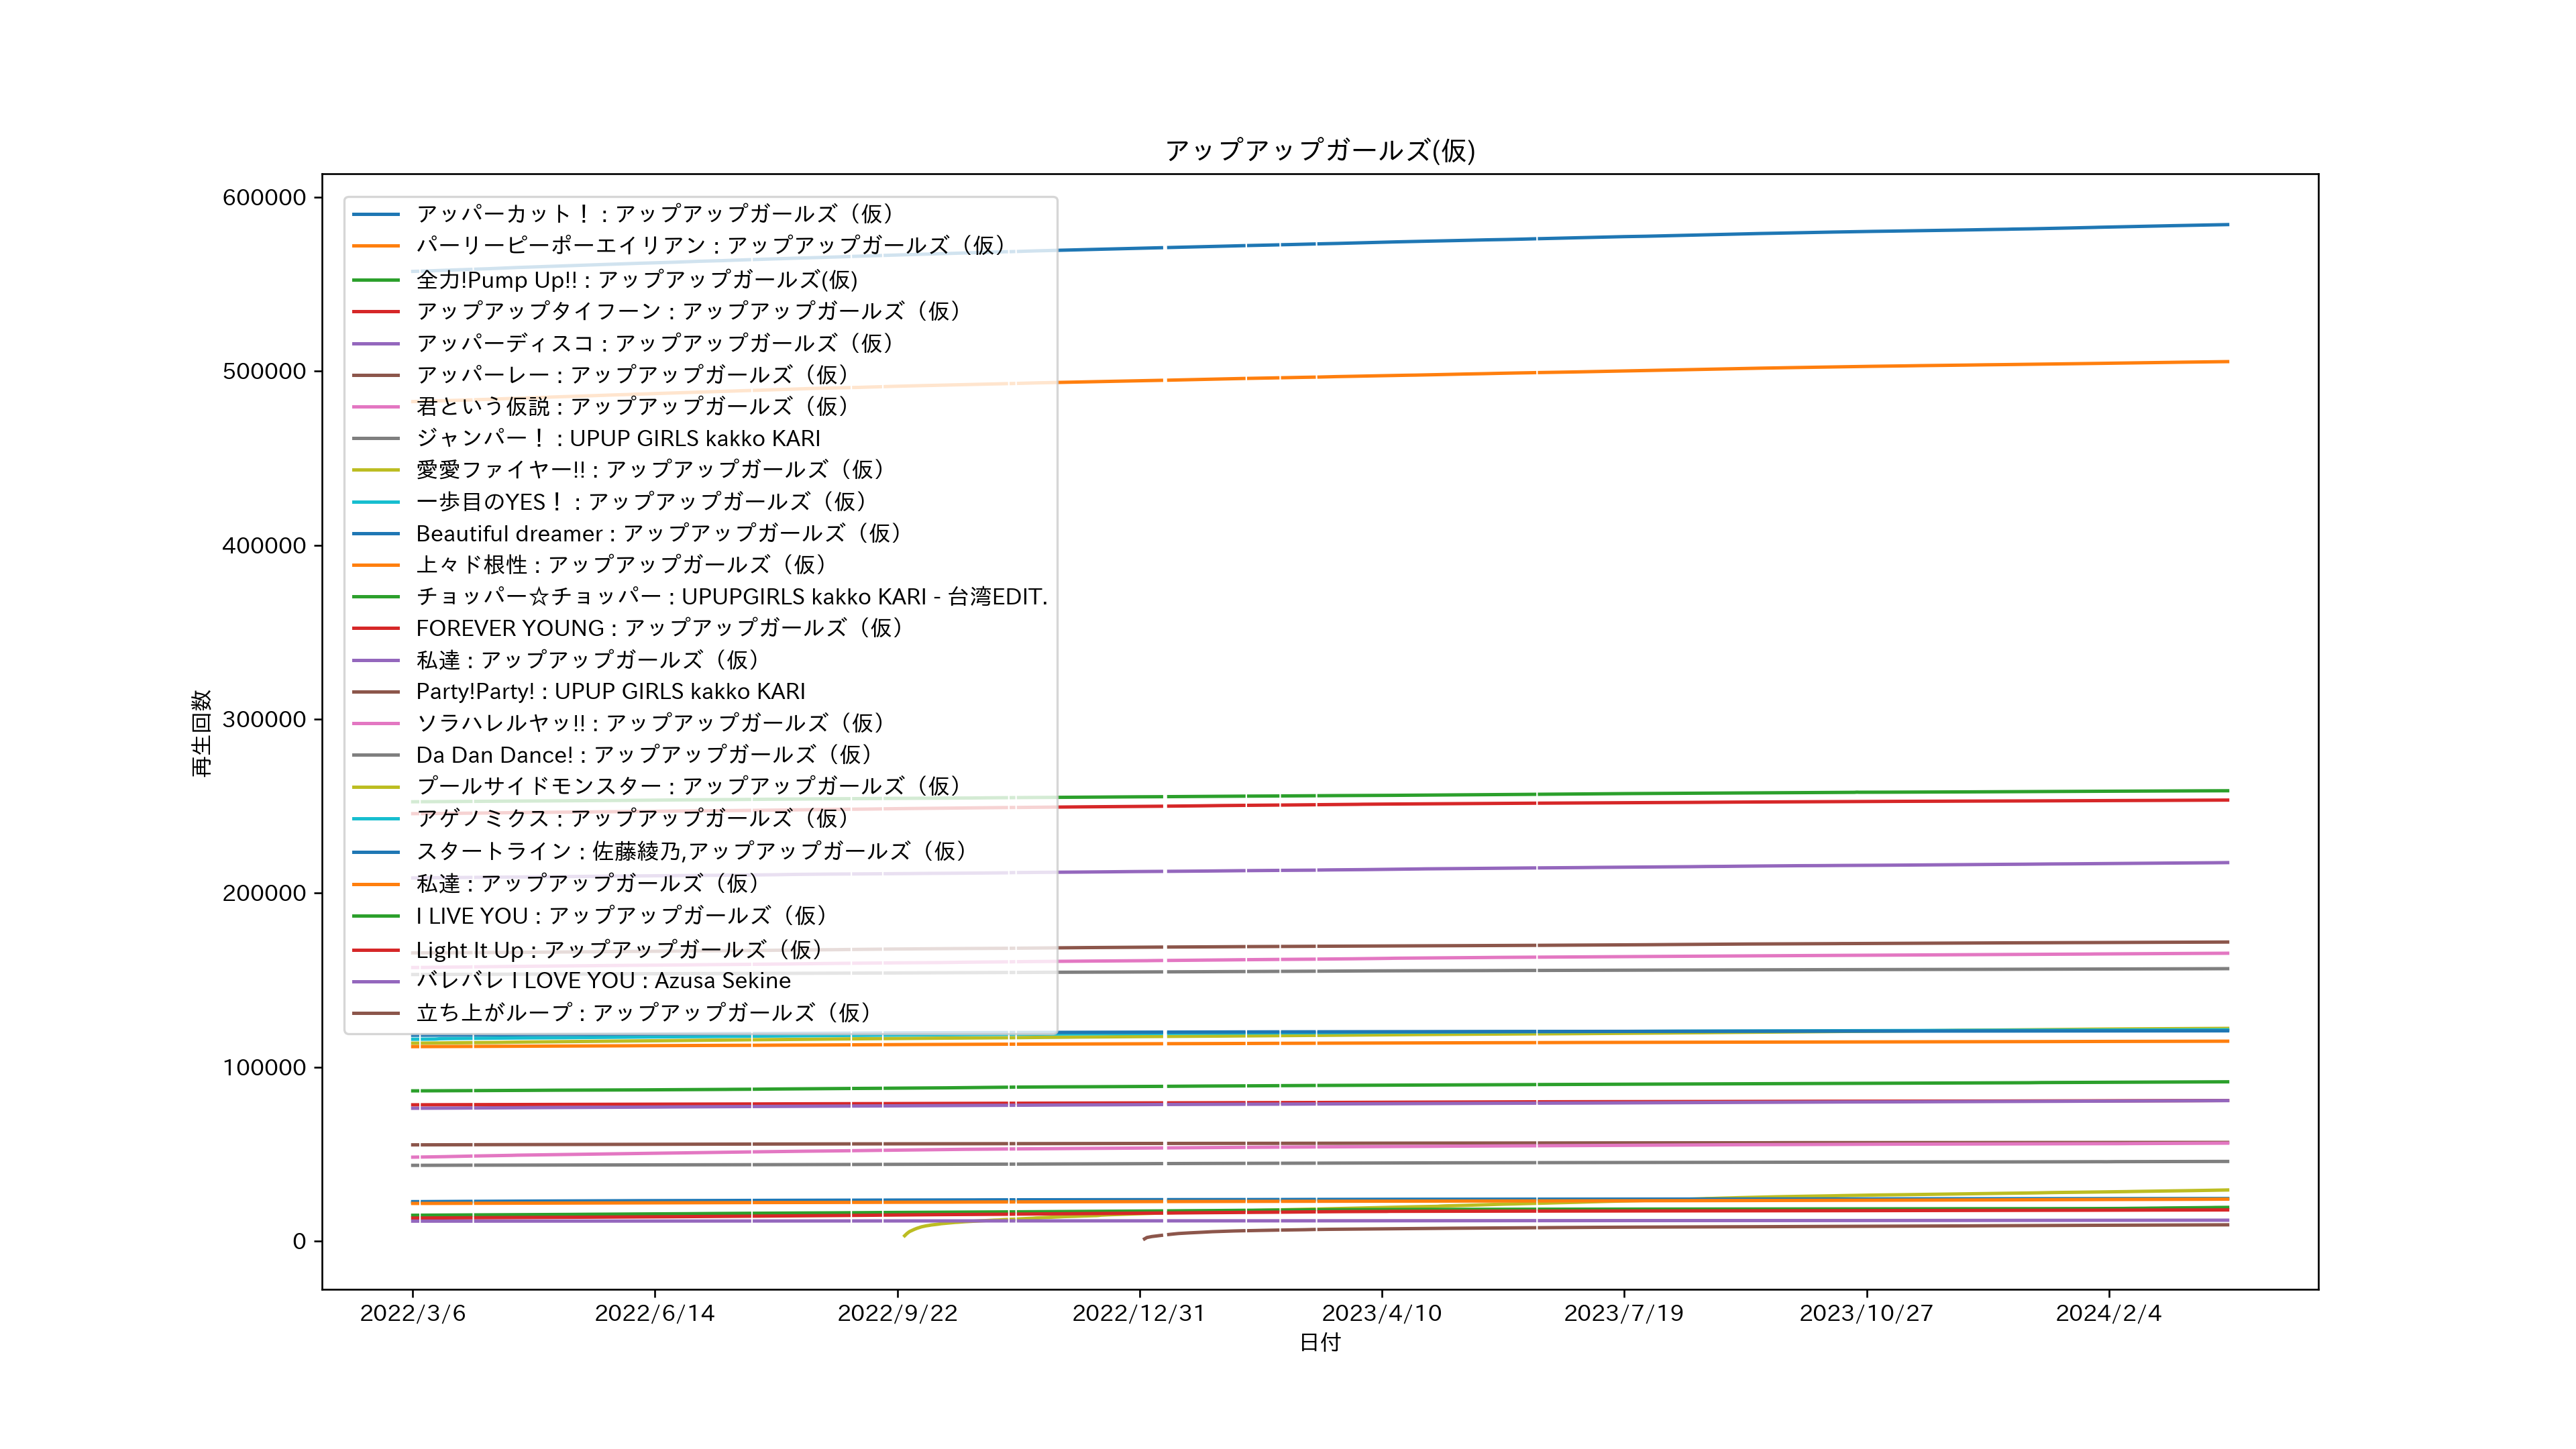 アップアップガールズ(仮)
600000
500000
400000
300000
200000
100000
0
再生回数
アッパーカット！ : アップアップガールズ（仮）
パーリーピーポーエイリアン : アップアップガールズ（仮）
全力!Pump Up!! : アップアップガールズ(仮)
アップアップタイフーン : アップアップガールズ（仮）
アッパーディスコ : アップアップガールズ（仮）
アッパーレー : アップアップガールズ（仮）
君という仮説 : アップアップガールズ（仮）
ジャンパー！ : UPUP GIRLS kakko KARI
愛愛ファイヤー!! : アップアップガールズ（仮）
一歩目のYES！ : アップアップガールズ（仮）
Beautiful dreamer : アップアップガールズ（仮）
上々ド根性 : アップアップガールズ（仮）
チョッパー☆チョッパー : UPUPGIRLS kakko KARI - 台湾EDIT.
FOREVER YOUNG : アップアップガールズ（仮）
私達 : アップアップガールズ（仮）
Party!Party! : UPUP GIRLS kakko KARI
ソラハレルヤッ!! : アップアップガールズ（仮）
Da Dan Dance! : アップアップガールズ（仮）
プールサイドモンスター : アップアップガールズ（仮）
アゲノミクス : アップアップガールズ（仮）
スタートライン : 佐藤綾乃,アップアップガールズ（仮）
私達 : アップアップガールズ（仮）
I LIVE YOU : アップアップガールズ（仮）
Light It Up : アップアップガールズ（仮）
バレバレ I LOVE YOU : Azusa Sekine
立ち上がループ : アップアップガールズ（仮）
2022/3/6 2022/6/14 2022/9/22 2022/12/31 2023/4/10 2023/7/19 2023/10/27 2024/2/4
日付